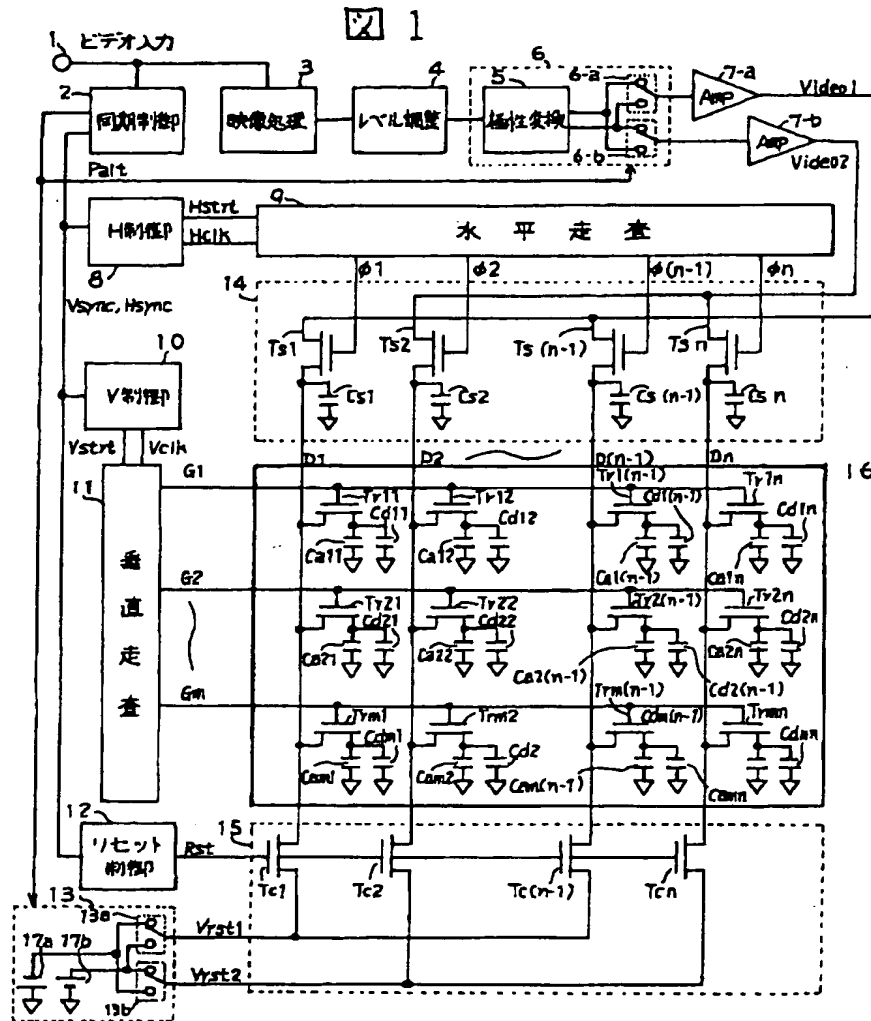 図 1
1 ビデオ入力
2
同期制御
3
映像処理
4
レベル調整
5
極性変換
6
6-a
6-b
7-a
Amp
Video1
7-b
Amp
Video2
Palt
8
H制御
Hstrt
Hclk
9
水平走査
Vsync, Hsync
φ1 φ2 φ(n-1) φn
14
Ts1 Ts2 Ts(n-1) Tsn
Cs1 Cs2 Cs(n-1) Csn
10
V制御
Vstrt Vclk
11
垂直走査
D1 D2 D(n-1) Dn
16
G1
Tr11 Tr12 Tr1(n-1) Tr1n
Cd11 Cd12 Cd1(n-1) Cd1n
Ca11 Ca12 Ca1(n-1) Ca1n
G2
Tr21 Tr22 Tr2(n-1) Tr2n
Cd21 Cd22 Cd2(n-1) Cd2n
Ca21 Ca22 Ca2(n-1) Ca2n
Gm
Trm1 Trm2 Trm(n-1) Trmn
Cdm1 Cd2 Cdm(n-1) Cdmn
Cam1 Cam2 Cam(n-1) Camn
12
リセット制御
Rst
15
Tc1 Tc2 Tc(n-1) Tcn
13
13a
17a 17b
13b
Vrst1
Vrst2